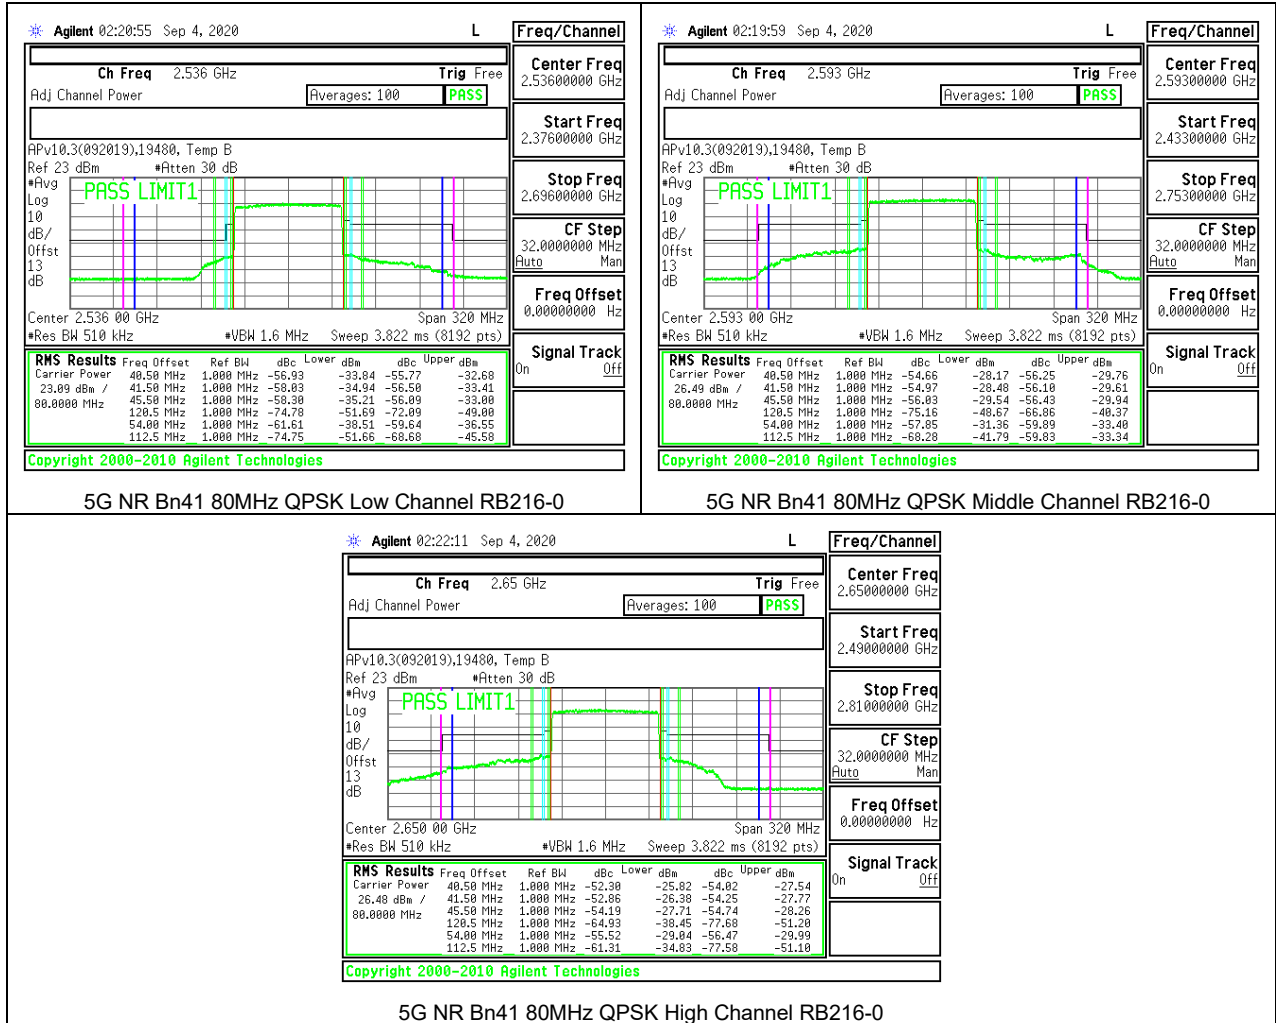 Agilent 02:20:55 Sep 4, 2020 L Freq/Channel
Ch Freq 2.536 GHz Trig Free
Adj Channel Power Averages: 100 PASS
APv10.3(092019),19480, Temp B
Ref 23 dBm #Atten 30 dB
#Avg
Log
10
dB/
Offst
13
dB
PASS LIMIT1
Center 2.536 00 GHz Span 320 MHz
#Res BW 510 kHz #VBW 1.6 MHz Sweep 3.822 ms (8192 pts)
RMS Results Freq Offset Ref BW dBc Lower dBm dBc Upper dBm
Carrier Power 40.50 MHz 1.000 MHz -56.93 -33.84 -55.77 -32.68
23.09 dBm / 41.50 MHz 1.000 MHz -58.03 -34.94 -56.50 -33.41
80.0000 MHz 45.50 MHz 1.000 MHz -58.30 -35.21 -56.09 -33.00
120.5 MHz 1.000 MHz -74.78 -51.69 -72.09 -49.00
54.00 MHz 1.000 MHz -61.61 -38.51 -59.64 -36.55
112.5 MHz 1.000 MHz -74.75 -51.66 -68.68 -45.58
Copyright 2000-2010 Agilent Technologies
Center Freq
2.53600000 GHz
Start Freq
2.37600000 GHz
Stop Freq
2.69600000 GHz
CF Step
32.0000000 MHz
Auto Man
Freq Offset
0.00000000 Hz
Signal Track
On Off
5G NR Bn41 80MHz QPSK Low Channel RB216-0
Agilent 02:19:59 Sep 4, 2020 L Freq/Channel
Ch Freq 2.593 GHz Trig Free
Adj Channel Power Averages: 100 PASS
APv10.3(092019),19480, Temp B
Ref 23 dBm #Atten 30 dB
#Avg
Log
10
dB/
Offst
13
dB
PASS LIMIT1
Center 2.593 00 GHz Span 320 MHz
#Res BW 510 kHz #VBW 1.6 MHz Sweep 3.822 ms (8192 pts)
RMS Results Freq Offset Ref BW dBc Lower dBm dBc Upper dBm
Carrier Power 40.50 MHz 1.000 MHz -54.66 -28.17 -56.25 -29.76
26.49 dBm / 41.50 MHz 1.000 MHz -54.97 -28.48 -56.10 -29.61
80.0000 MHz 45.50 MHz 1.000 MHz -56.03 -29.54 -56.43 -29.94
120.5 MHz 1.000 MHz -75.16 -48.67 -66.86 -40.37
54.00 MHz 1.000 MHz -57.85 -31.36 -59.89 -33.40
112.5 MHz 1.000 MHz -68.28 -41.79 -59.83 -33.34
Copyright 2000-2010 Agilent Technologies
Center Freq
2.59300000 GHz
Start Freq
2.43300000 GHz
Stop Freq
2.75300000 GHz
CF Step
32.0000000 MHz
Auto Man
Freq Offset
0.00000000 Hz
Signal Track
On Off
5G NR Bn41 80MHz QPSK Middle Channel RB216-0
Agilent 02:22:11 Sep 4, 2020 L Freq/Channel
Ch Freq 2.65 GHz Trig Free
Adj Channel Power Averages: 100 PASS
APv10.3(092019),19480, Temp B
Ref 23 dBm #Atten 30 dB
#Avg
Log
10
dB/
Offst
13
dB
PASS LIMIT1
Center 2.650 00 GHz Span 320 MHz
#Res BW 510 kHz #VBW 1.6 MHz Sweep 3.822 ms (8192 pts)
RMS Results Freq Offset Ref BW dBc Lower dBm dBc Upper dBm
Carrier Power 40.50 MHz 1.000 MHz -52.30 -25.82 -54.02 -27.54
26.48 dBm / 41.50 MHz 1.000 MHz -52.86 -26.38 -54.25 -27.77
80.0000 MHz 45.50 MHz 1.000 MHz -54.19 -27.71 -54.74 -28.26
120.5 MHz 1.000 MHz -64.93 -38.45 -77.68 -51.20
54.00 MHz 1.000 MHz -55.52 -29.04 -56.47 -29.99
112.5 MHz 1.000 MHz -61.31 -34.83 -77.58 -51.10
Copyright 2000-2010 Agilent Technologies
Center Freq
2.65000000 GHz
Start Freq
2.49000000 GHz
Stop Freq
2.81000000 GHz
CF Step
32.0000000 MHz
Auto Man
Freq Offset
0.00000000 Hz
Signal Track
On Off
5G NR Bn41 80MHz QPSK High Channel RB216-0